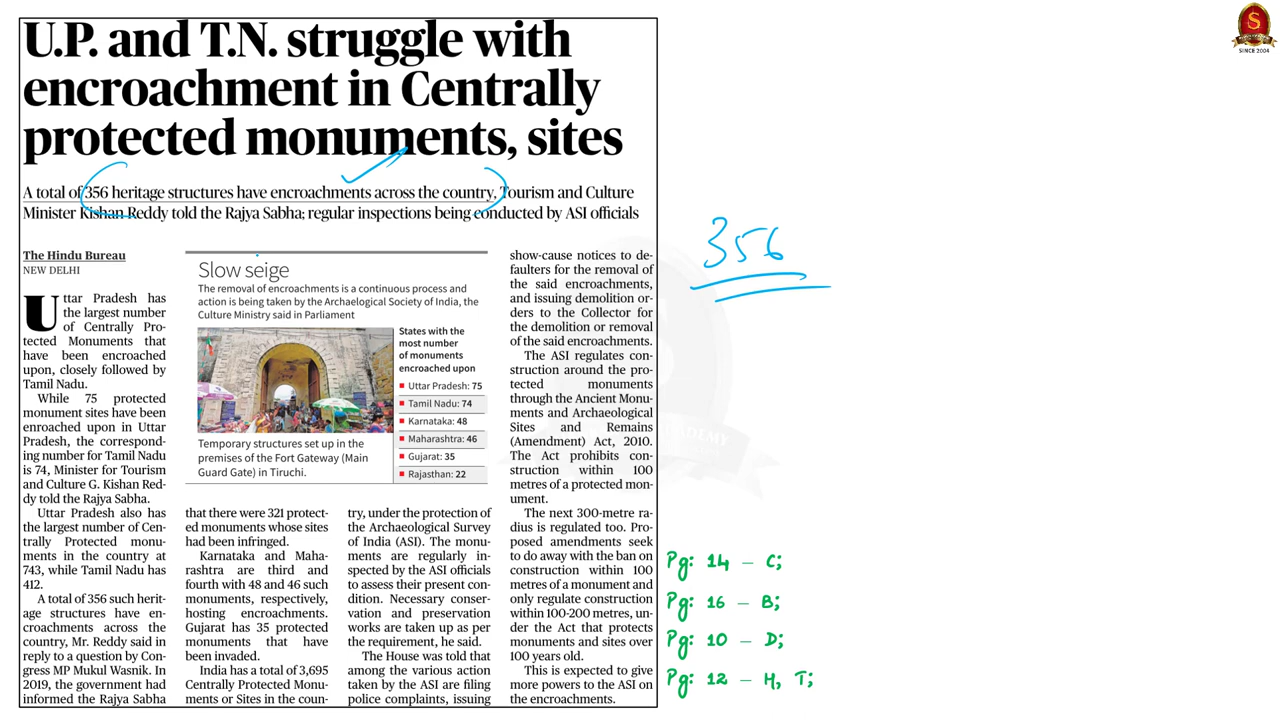 U.P. and T.N. struggle with
encroachment in Centrally
protected monuments, sites
A total of 356 heritage structures have encroachments across the country, Tourism and Culture
Minister Kishan Reddy told the Rajya Sabha; regular inspections being conducted by ASI officials
The Hindu Bureau
NEW DELHI
Uttar Pradesh has
the largest number
of Centrally Pro-
tected Monuments that
have been encroached
upon, closely followed by
Tamil Nadu.
While 75 protected
monument sites have been
enroached upon in Uttar
Pradesh, the correspond-
ing number for Tamil Nadu
is 74, Minister for Tourism
and Culture G. Kishan Red-
dy told the Rajya Sabha.
Uttar Pradesh also has
the largest number of Cen-
trally Protected monu-
ments in the country at
743, while Tamil Nadu has
412.
A total of 356 such herit-
age structures have en-
croachments across the
country, Mr. Reddy said in
reply to a question by Con-
gress MP Mukul Wasnik. In
2019, the government had
informed the Rajya Sabha
Slow seige
The removal of encroachments is a continuous process and
action is being taken by the Archaelogical Society of India, the
Culture Ministry said in Parliament
Temporary structures set up in the
premises of the Fort Gateway (Main
Guard Gate) in Tiruchi.
States with the
most number
of monuments
encroached upon
Uttar Pradesh: 75
Tamil Nadu: 74
Karnataka: 48
Maharashtra: 46
Gujarat: 35
Rajasthan: 22
that there were 321 protect-
ed monuments whose sites
had been infringed.
Karnataka and Maha-
rashtra are third and
fourth with 48 and 46 such
monuments, respectively,
hosting encroachments.
Gujarat has 35 protected
monuments that have
been invaded.
India has a total of 3,695
Centrally Protected Monu-
ments or Sites in the coun-
try, under the protection of
the Archaeological Survey
of India (ASI). The monu-
ments are regularly in-
spected by the ASI officials
to assess their present con-
dition. Necessary conser-
vation and preservation
works are taken up as per
the requirement, he said.
The House was told that
among the various action
taken by the ASI are filing
police complaints, issuing
show-cause notices to de-
faulters for the removal of
the said encroachments,
and issuing demolition or-
ders to the Collector for
the demolition or removal
of the said encroachments.
The ASI regulates con-
struction around the pro-
tected monuments
through the Ancient Monu-
ments and Archaeological
Sites and Remains
(Amendment) Act, 2010.
The Act prohibits con-
struction within 100
metres of a protected mon-
ument.
The next 300-metre ra-
dius is regulated too. Pro-
posed amendments seek
to do away with the ban on
construction within 100
metres of a monument and
only regulate construction
within 100-200 metres, un-
der the Act that protects
monuments and sites over
100 years old.
This is expected to give
more powers to the ASI on
the encroachments.
356
Pg: 14 – C;
Pg: 16 – B;
Pg: 10 – D;
Pg: 12 – H, T;
S
SINCE 2004